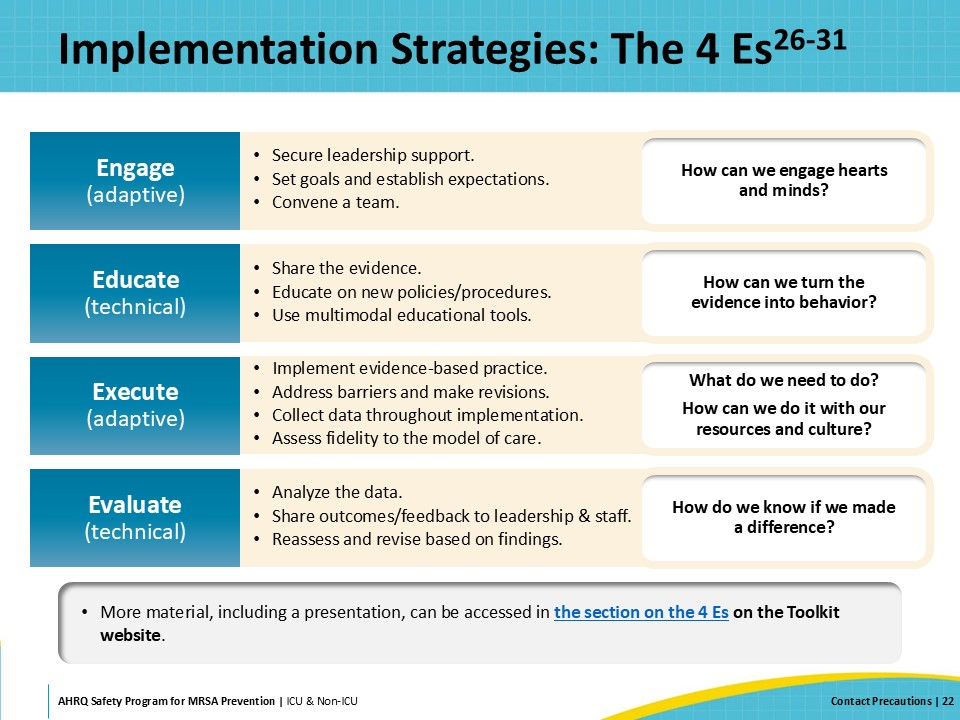 Implementation Strategies: The 4 Es26-31
Engage
(adaptive)
• Secure leadership support.
• Set goals and establish expectations.
• Convene a team.
How can we engage hearts
and minds?
Educate
(technical)
• Share the evidence.
• Educate on new policies/procedures.
• Use multimodal educational tools.
How can we turn the
evidence into behavior?
Execute
(adaptive)
• Implement evidence-based practice.
• Address barriers and make revisions.
• Collect data throughout implementation.
• Assess fidelity to the model of care.
What do we need to do?
How can we do it with our
resources and culture?
Evaluate
(technical)
• Analyze the data.
• Share outcomes/feedback to leadership & staff.
• Reassess and revise based on findings.
How do we know if we made
a difference?
• More material, including a presentation, can be accessed in the section on the 4 Es on the Toolkit
website.
AHRQ Safety Program for MRSA Prevention | ICU & Non-ICU
Contact Precautions | 22